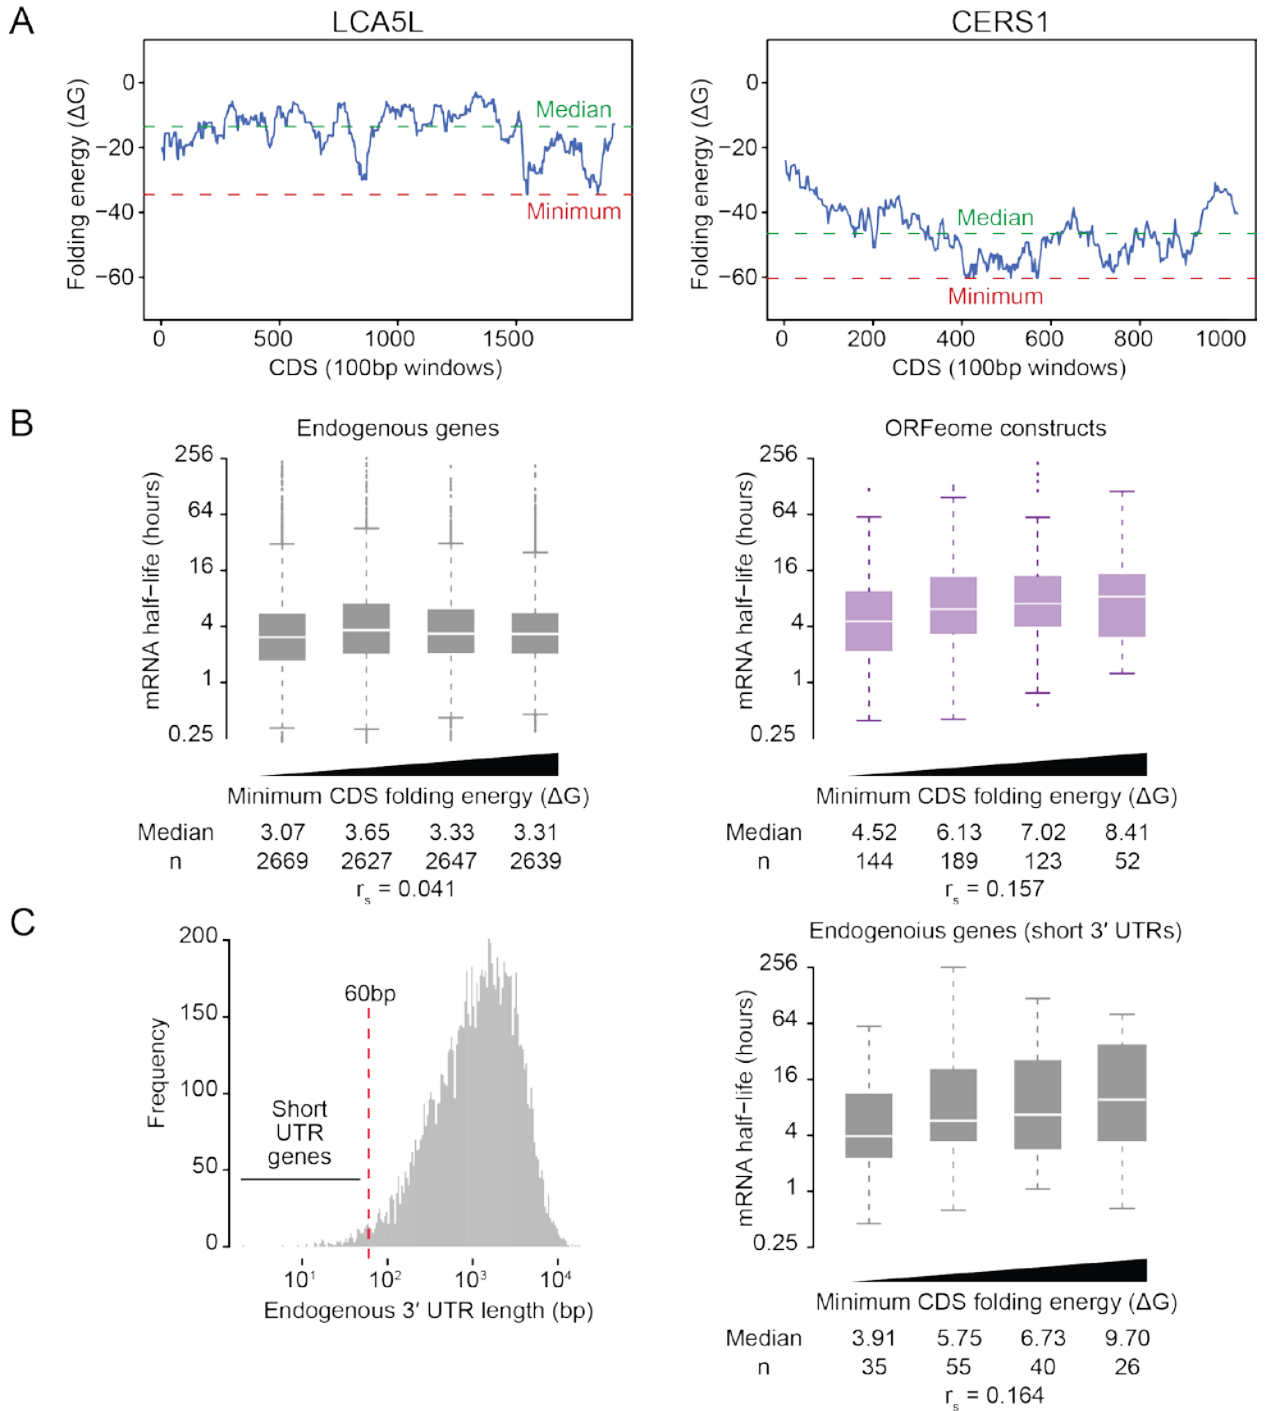 A
LCA5L
Folding energy (ΔG)
0
−20
−40
−60
Median
Minimum
0 500 1000 1500
CDS (100bp windows)
CERS1
Folding energy (ΔG)
0
−20
−40
−60
Median
Minimum
0 200 400 600 800 1000
CDS (100bp windows)
B
Endogenous genes
mRNA half−life (hours)
256
64
16
4
1
0.25
Minimum CDS folding energy (ΔG)
Median 3.07 3.65 3.33 3.31
n 2669 2627 2647 2639
rs = 0.041
ORFeome constructs
mRNA half−life (hours)
256
64
16
4
1
0.25
Minimum CDS folding energy (ΔG)
Median 4.52 6.13 7.02 8.41
n 144 189 123 52
rs = 0.157
C
Frequency
200
150
100
50
0
60bp
Short
UTR
genes
10¹ 10² 10³ 10⁴
Endogenous 3′ UTR length (bp)
Endogenoius genes (short 3′ UTRs)
mRNA half−life (hours)
256
64
16
4
1
0.25
Minimum CDS folding energy (ΔG)
Median 3.91 5.75 6.73 9.70
n 35 55 40 26
rs = 0.164